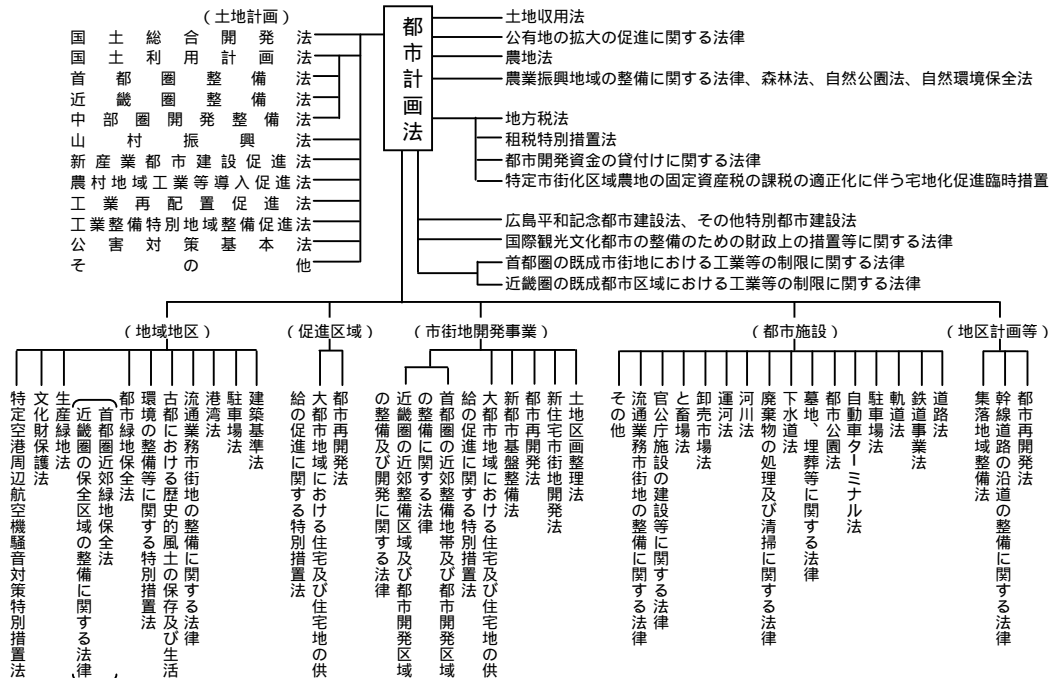 （土地計画）
国土総合開発法
国土利用計画法
首都圏整備法
近畿圏整備法
中部圏開発整備法
山村振興法
新産業都市建設促進法
農村地域工業等導入促進法
工業再配置促進法
工業整備特別地域整備促進法
公害対策基本法
その他
都市計画法
土地収用法
公有地の拡大の促進に関する法律
農地法
農業振興地域の整備に関する法律、森林法、自然公園法、自然環境保全法
地方税法
租税特別措置法
都市開発資金の貸付けに関する法律
特定市街化区域農地の固定資産税の課税の適正化に伴う宅地化促進臨時措置
広島平和記念都市建設法、その他特別都市建設法
国際観光文化都市の整備のための財政上の措置等に関する法律
首都圏の既成市街地における工業等の制限に関する法律
近畿圏の既成都市区域における工業等の制限に関する法律
（地域地区）
建築基準法
駐車場法
港湾法
流通業務市街地の整備に関する法律
古都における歴史的風土の保存及び生活
環境の整備等に関する特別措置法
都市緑地保全法
首都圏近郊緑地保全法
近畿圏の保全区域の整備に関する法律
生産緑地法
文化財保護法
特定空港周辺航空機騒音対策特別措置法
（促進区域）
都市再開発法
大都市地域における住宅及び住宅地の供
給の促進に関する特別措置法
（市街地開発事業）
土地区画整理法
新住宅市街地開発法
都市再開発法
新都市基盤整備法
大都市地域における住宅及び住宅地の供
給の促進に関する特別措置法
首都圏の近郊整備地帯及び都市開発区域
の整備に関する法律
近畿圏の近郊整備区域及び都市開発区域
の整備及び開発に関する法律
（都市施設）
道路法
鉄道事業法
軌道法
駐車場法
自動車ターミナル法
都市公園法
墓地、埋葬等に関する法律
下水道法
廃棄物の処理及び清掃に関する法律
河川法
運河法
卸売市場法
と畜場法
官公庁施設の建設等に関する法律
流通業務市街地の整備に関する法律
その他
（地区計画等）
都市再開発法
幹線道路の沿道の整備に関する法律
集落地域整備法